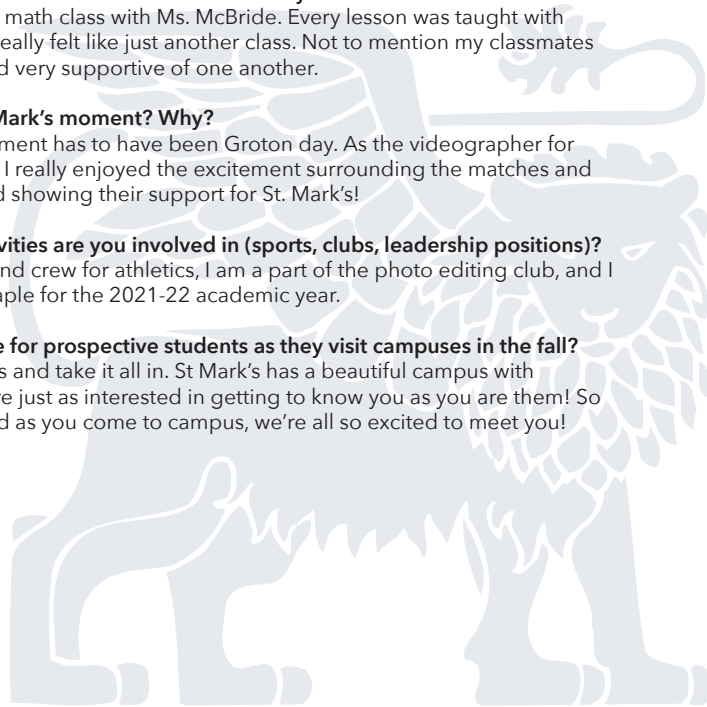 math class with Ms. McBride. Every lesson was taught with
eally felt like just another class. Not to mention my classmates
d very supportive of one another.
Mark’s moment? Why?
ment has to have been Groton day. As the videographer for
I really enjoyed the excitement surrounding the matches and
d showing their support for St. Mark’s!
vities are you involved in (sports, clubs, leadership positions)?
nd crew for athletics, I am a part of the photo editing club, and I
aple for the 2021-22 academic year.
e for prospective students as they visit campuses in the fall?
s and take it all in. St Mark’s has a beautiful campus with
re just as interested in getting to know you as you are them! So
d as you come to campus, we’re all so excited to meet you!